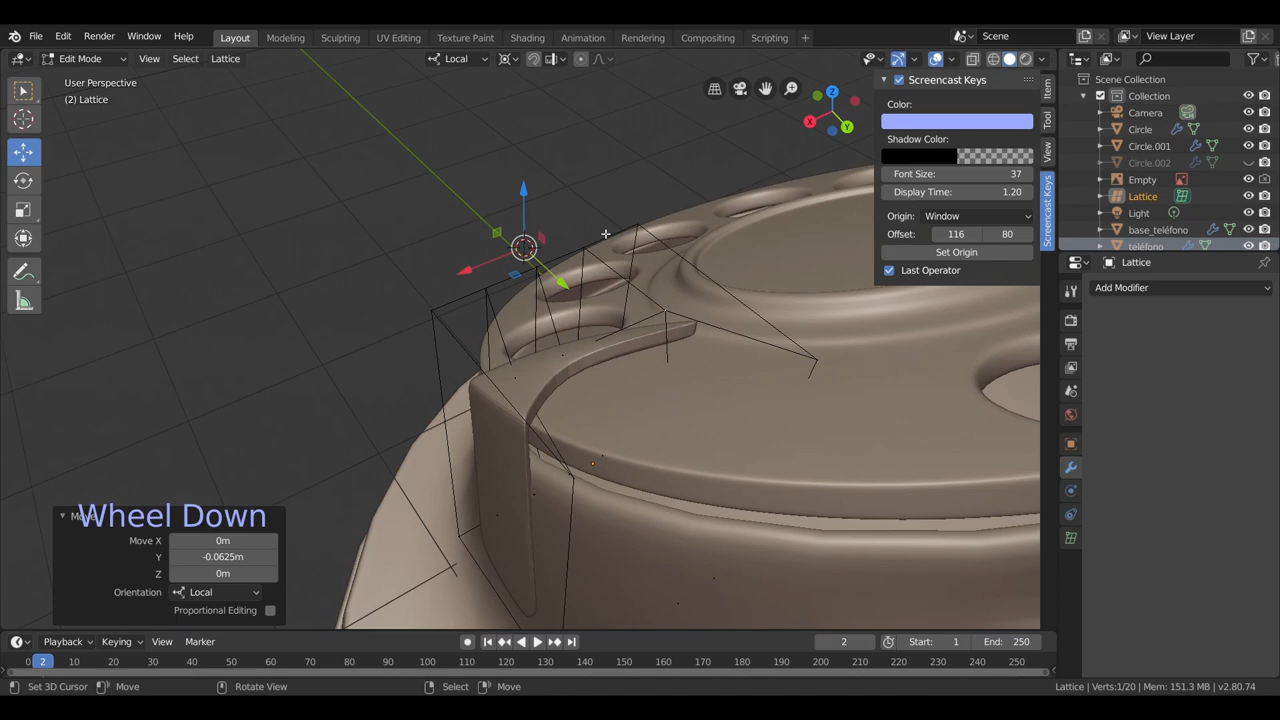 File Edit Render Window Help Layout Modeling Sculpting UV Editing Texture Paint Shading Animation Rendering Compositing Scripting + Scene View Layer
Edit Mode View Select Lattice Local
User Perspective
(2) Lattice
Z
X
Y
Screencast Keys
Color:
Shadow Color:
Font Size: 37
Display Time: 1.20
Origin: Window
Offset: 116 80
Set Origin
Last Operator
Item
Tool
View
Screencast Keys
Scene Collection
Collection
Camera
Circle
Circle.001
Circle.002
Empty
Lattice
Light
base_teléfono
teléfono
Lattice
Add Modifier
Wheel Down
Move X 0m
Y -0.0625m
Z 0m
Orientation Local
Proportional Editing
Playback Keying View Marker 2 Start: 1 End: 250
0 2 10 20 30 40 50 60 70 80 90 100 110 120 130 140 150 160 170 180 190 200 210 220 230 240 250
Set 3D Cursor Move Rotate View Select Move Lattice | Verts:1/20 | Mem: 151.3 MB | v2.80.74